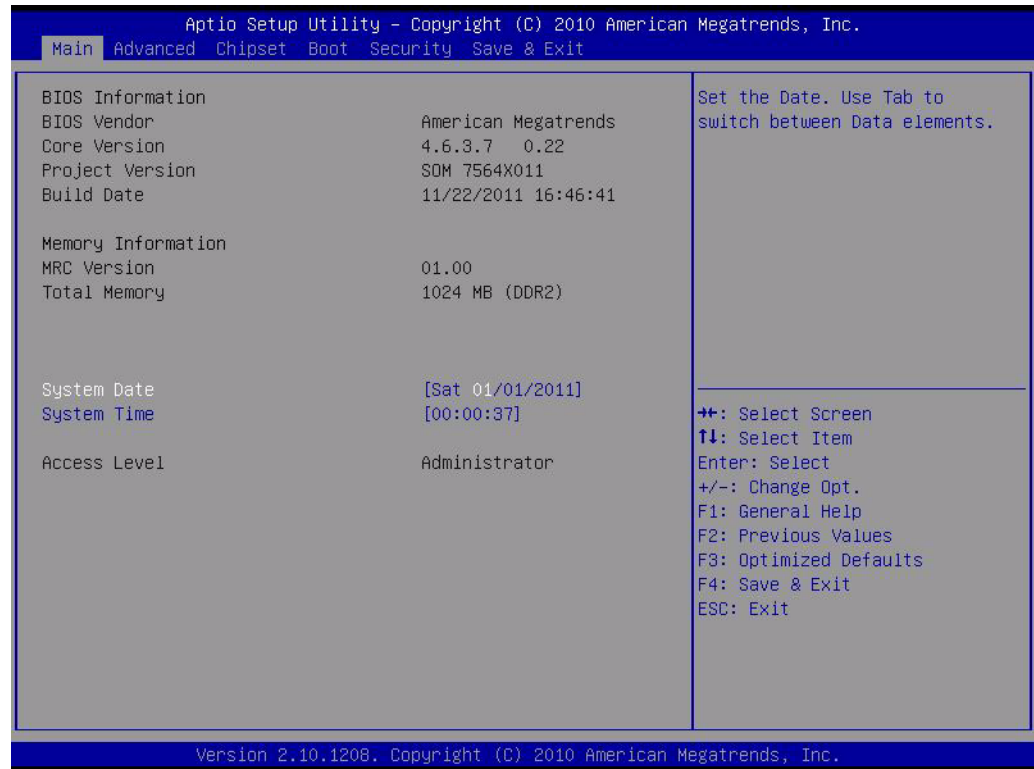 Aptio Setup Utility – Copyright (C) 2010 American Megatrends, Inc.
Main Advanced Chipset Boot Security Save & Exit
BIOS Information
BIOS Vendor American Megatrends
Core Version 4.6.3.7 0.22
Project Version SOM 7564X011
Build Date 11/22/2011 16:46:41
Memory Information
MRC Version 01.00
Total Memory 1024 MB (DDR2)
System Date [Sat 01/01/2011]
System Time [00:00:37]
Access Level Administrator
Set the Date. Use Tab to
switch between Data elements.
→←: Select Screen
↑↓: Select Item
Enter: Select
+/-: Change Opt.
F1: General Help
F2: Previous Values
F3: Optimized Defaults
F4: Save & Exit
ESC: Exit
Version 2.10.1208. Copyright (C) 2010 American Megatrends, Inc.